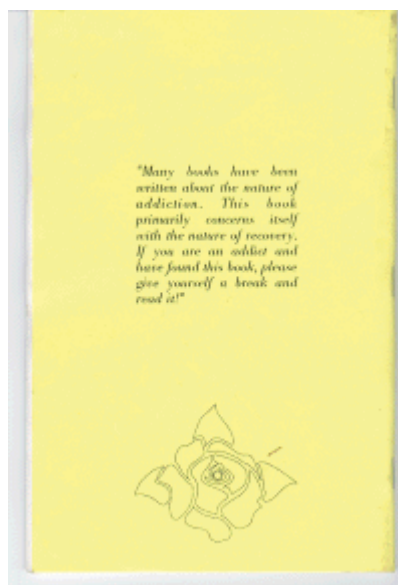 "Many books have been
written about the nature of
addiction. This book
primarily concerns itself
with the nature of recovery.
If you are an addict and
have found this book, please
give yourself a break and
read it!"